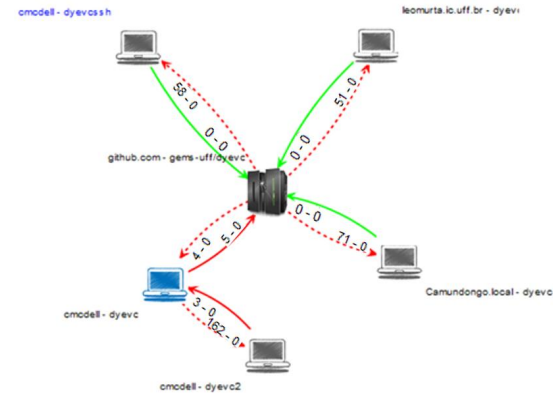 cmcdell - dyevcssh
leomurta.ic.uff.br - dyevc
58 - 0
51 - 0
0 - 0
0 - 0
github.com - gems-uff/dyevc
0 - 0
4 - 0
5 - 0
71 - 0
Camundongo.local - dyevc
cmcdell - dyevc
3 - 0
162 - 0
cmcdell - dyevc2